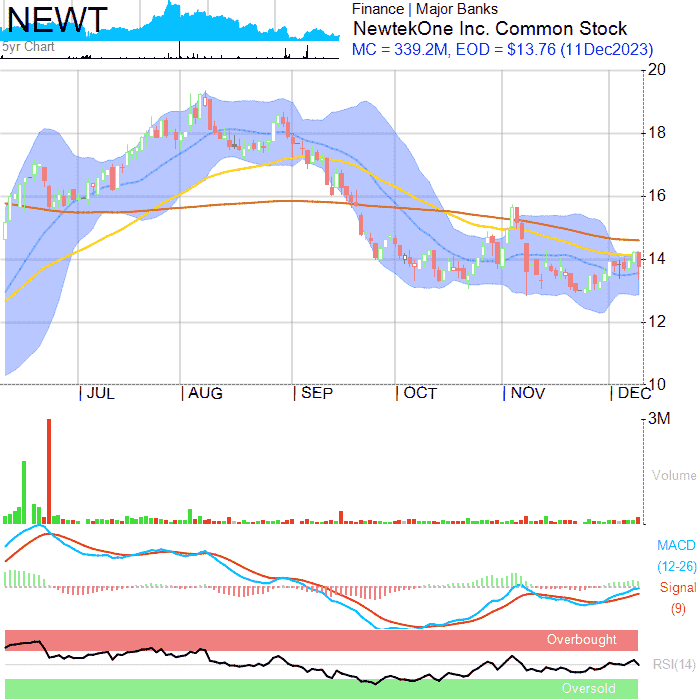 NEWT
5yr Chart
Finance | Major Banks
NewtekOne Inc. Common Stock
MC = 339.2M, EOD = $13.76 (11Dec2023)
20
18
16
14
12
10
| JUL | AUG | SEP | OCT | NOV | DEC
3M
Volume
MACD
(12-26)
Signal
(9)
Overbought
RSI(14)
Oversold